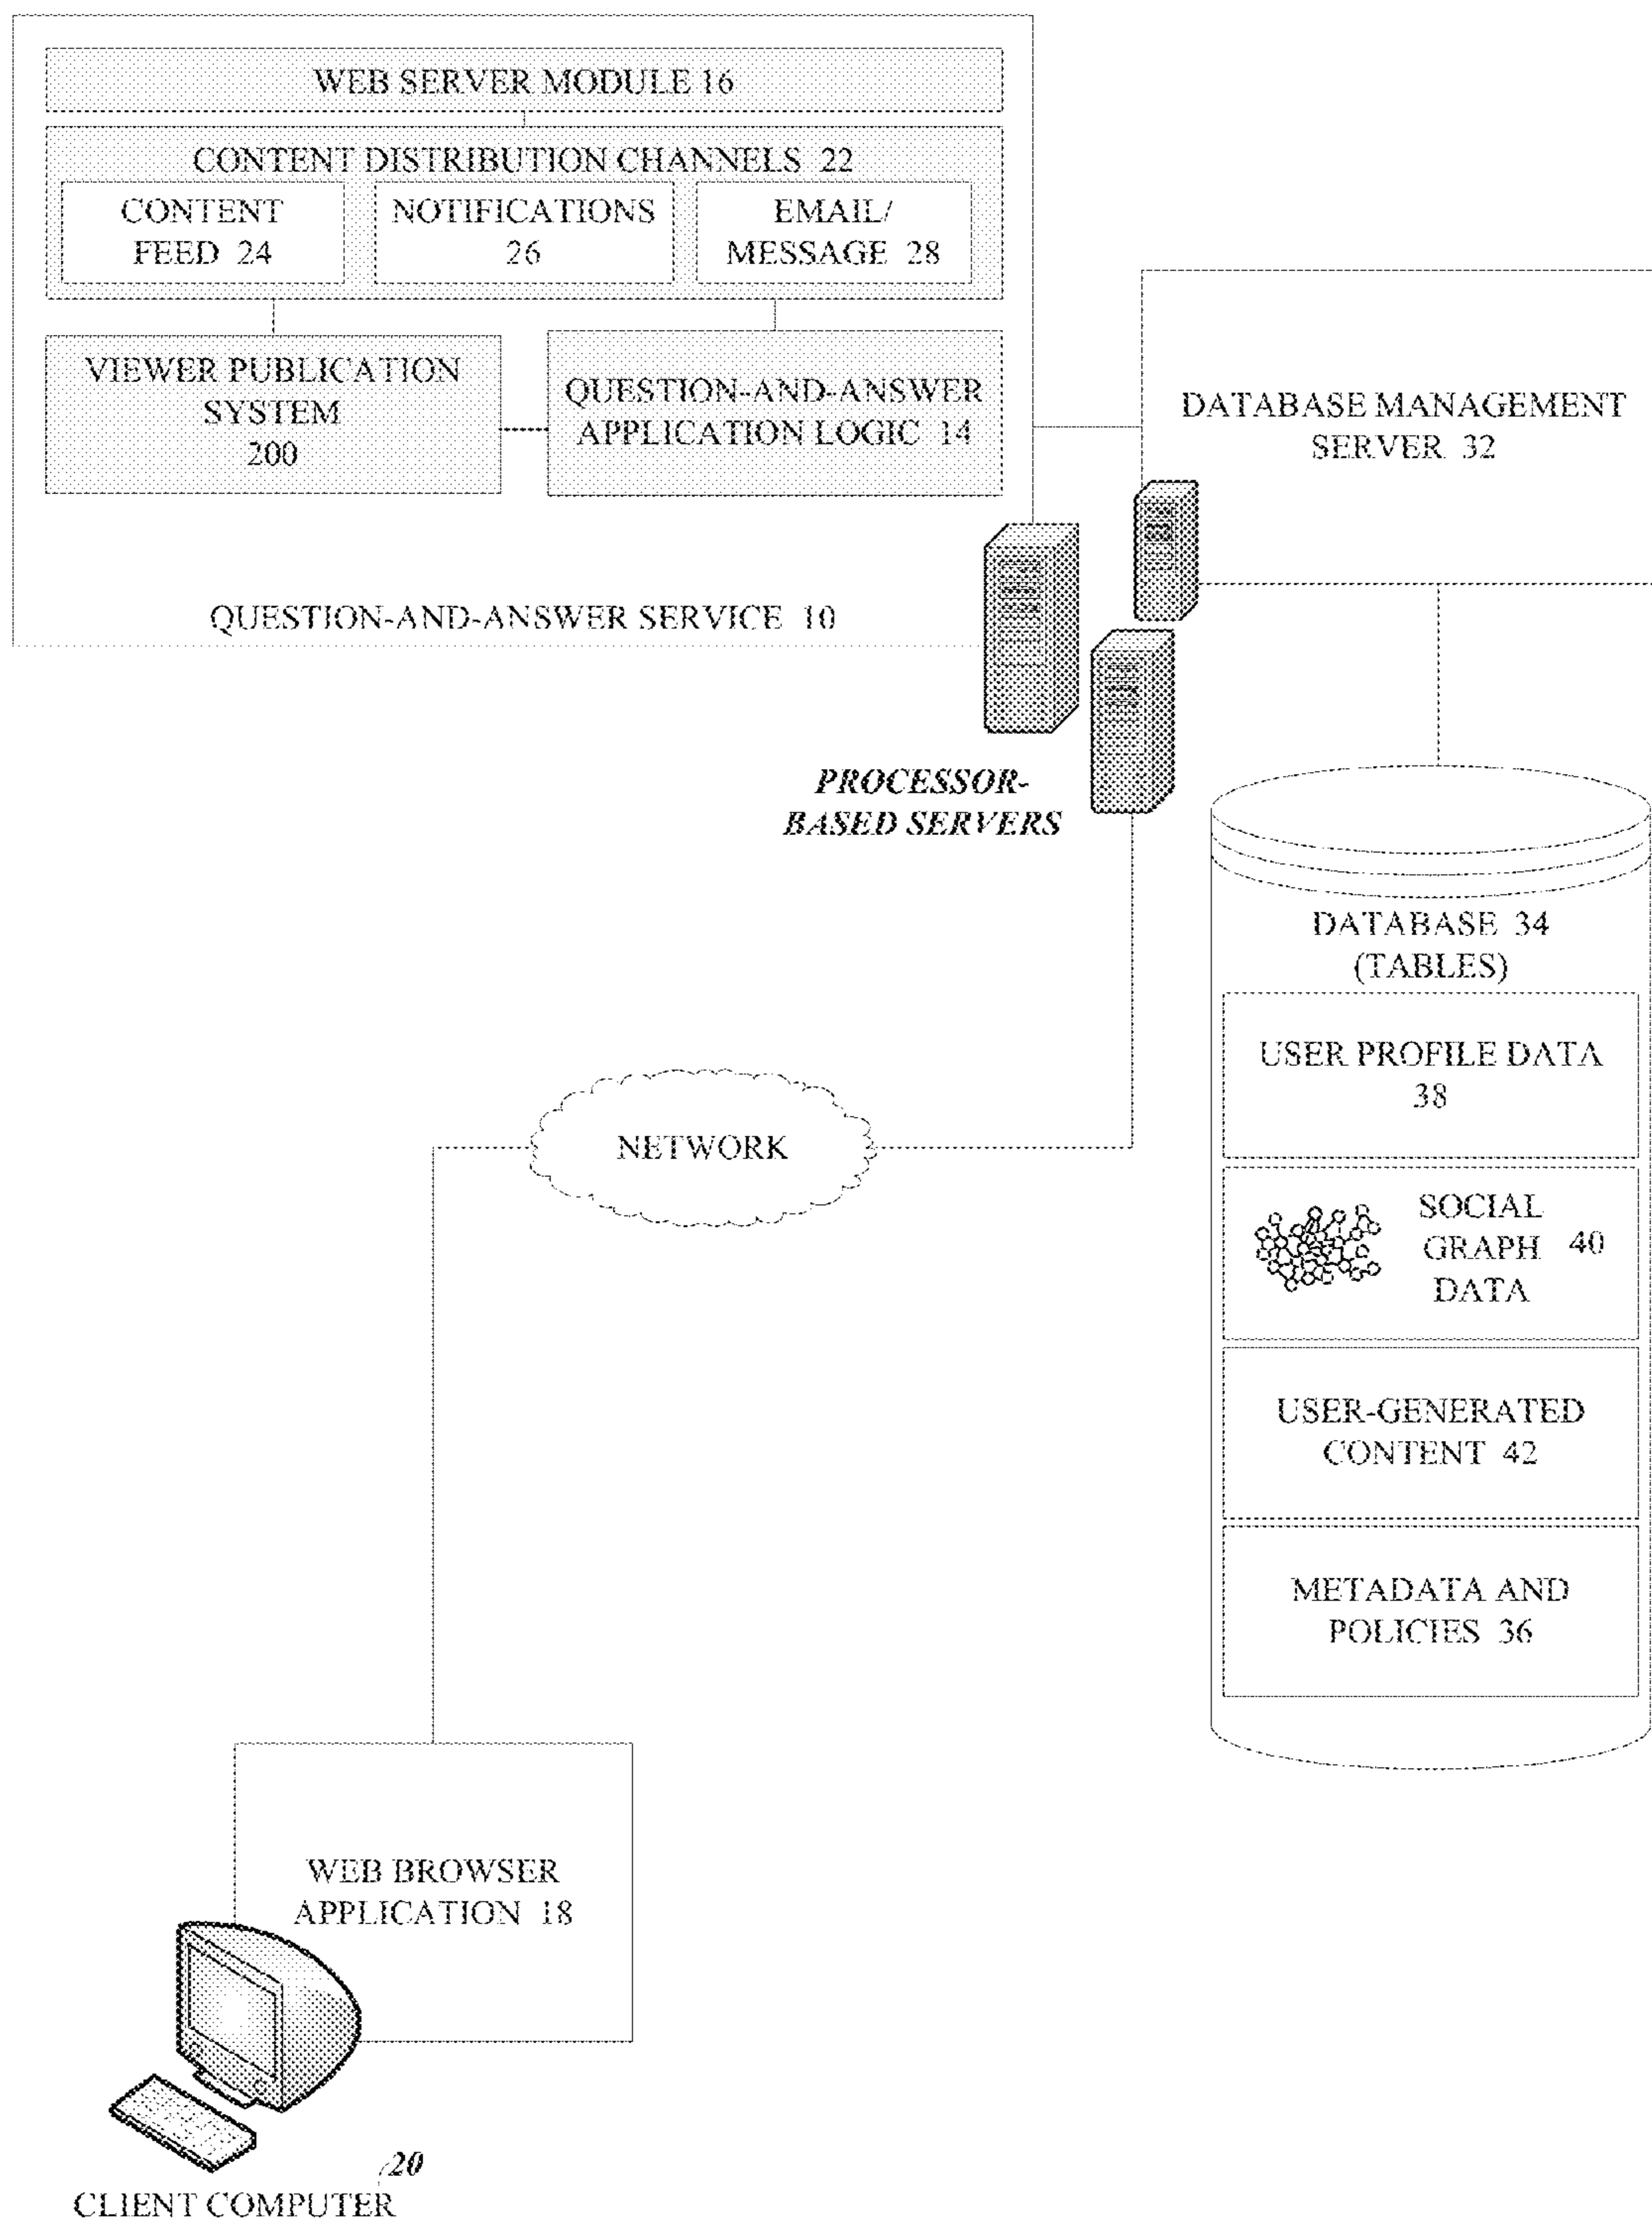 WEB SERVER MODULE 16
CONTENT DISTRIBUTION CHANNELS 22
CONTENT
FEED 24
NOTIFICATIONS
26
EMAIL/
MESSAGE 28
VIEWER PUBLICATION
SYSTEM
200
QUESTION-AND-ANSWER
APPLICATION LOGIC 14
QUESTION-AND-ANSWER SERVICE 10
DATABASE MANAGEMENT
SERVER 32
PROCESSOR-
BASED SERVERS
DATABASE 34
(TABLES)
USER PROFILE DATA
38
SOCIAL
GRAPH 40
DATA
USER-GENERATED
CONTENT 42
METADATA AND
POLICIES 36
NETWORK
WEB BROWSER
APPLICATION 18
20
CLIENT COMPUTER